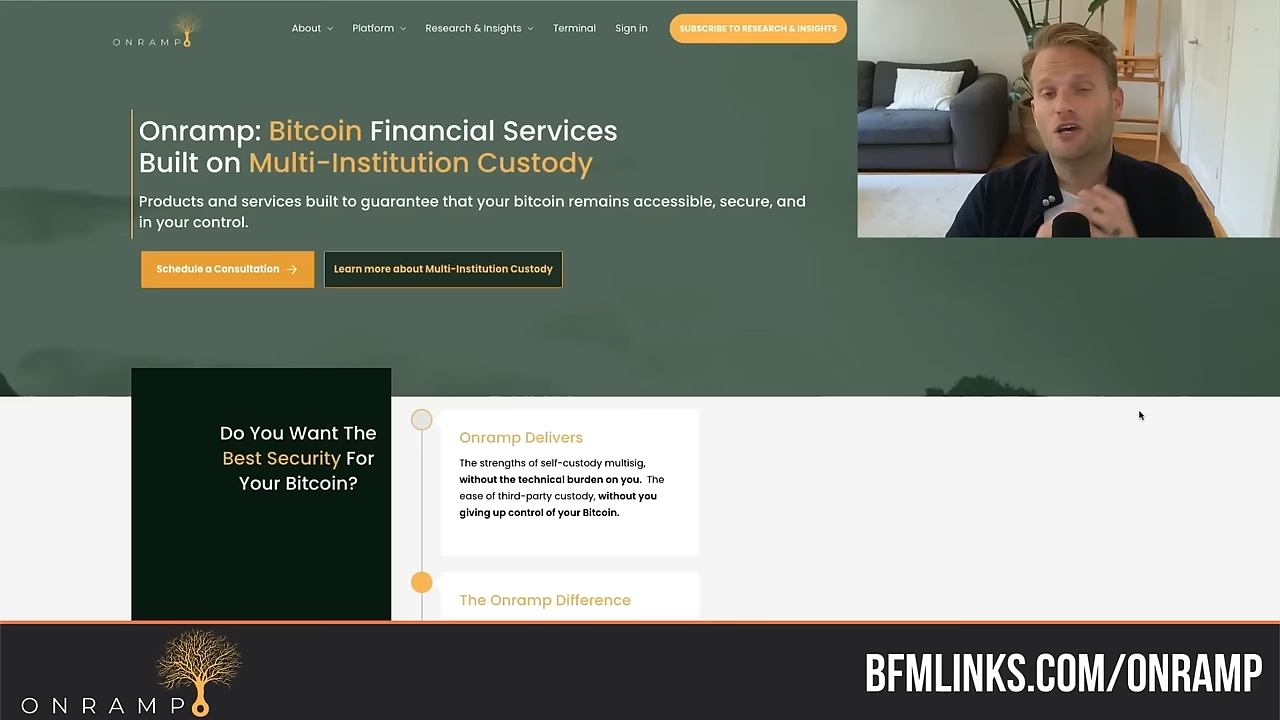 ONRAMP
About
Platform
Research & Insights
Terminal
Sign in
SUBSCRIBE TO RESEARCH & INSIGHTS
Onramp: Bitcoin Financial Services
Built on Multi-Institution Custody
Products and services built to guarantee that your bitcoin remains accessible, secure, and
in your control.
Schedule a Consultation
Learn more about Multi-Institution Custody
Do You Want The
Best Security For
Your Bitcoin?
Onramp Delivers
The strengths of self-custody multisig,
without the technical burden on you. The
ease of third-party custody, without you
giving up control of your Bitcoin.
The Onramp Difference
ONRAMP
BFMLINKS.COM/ONRAMP